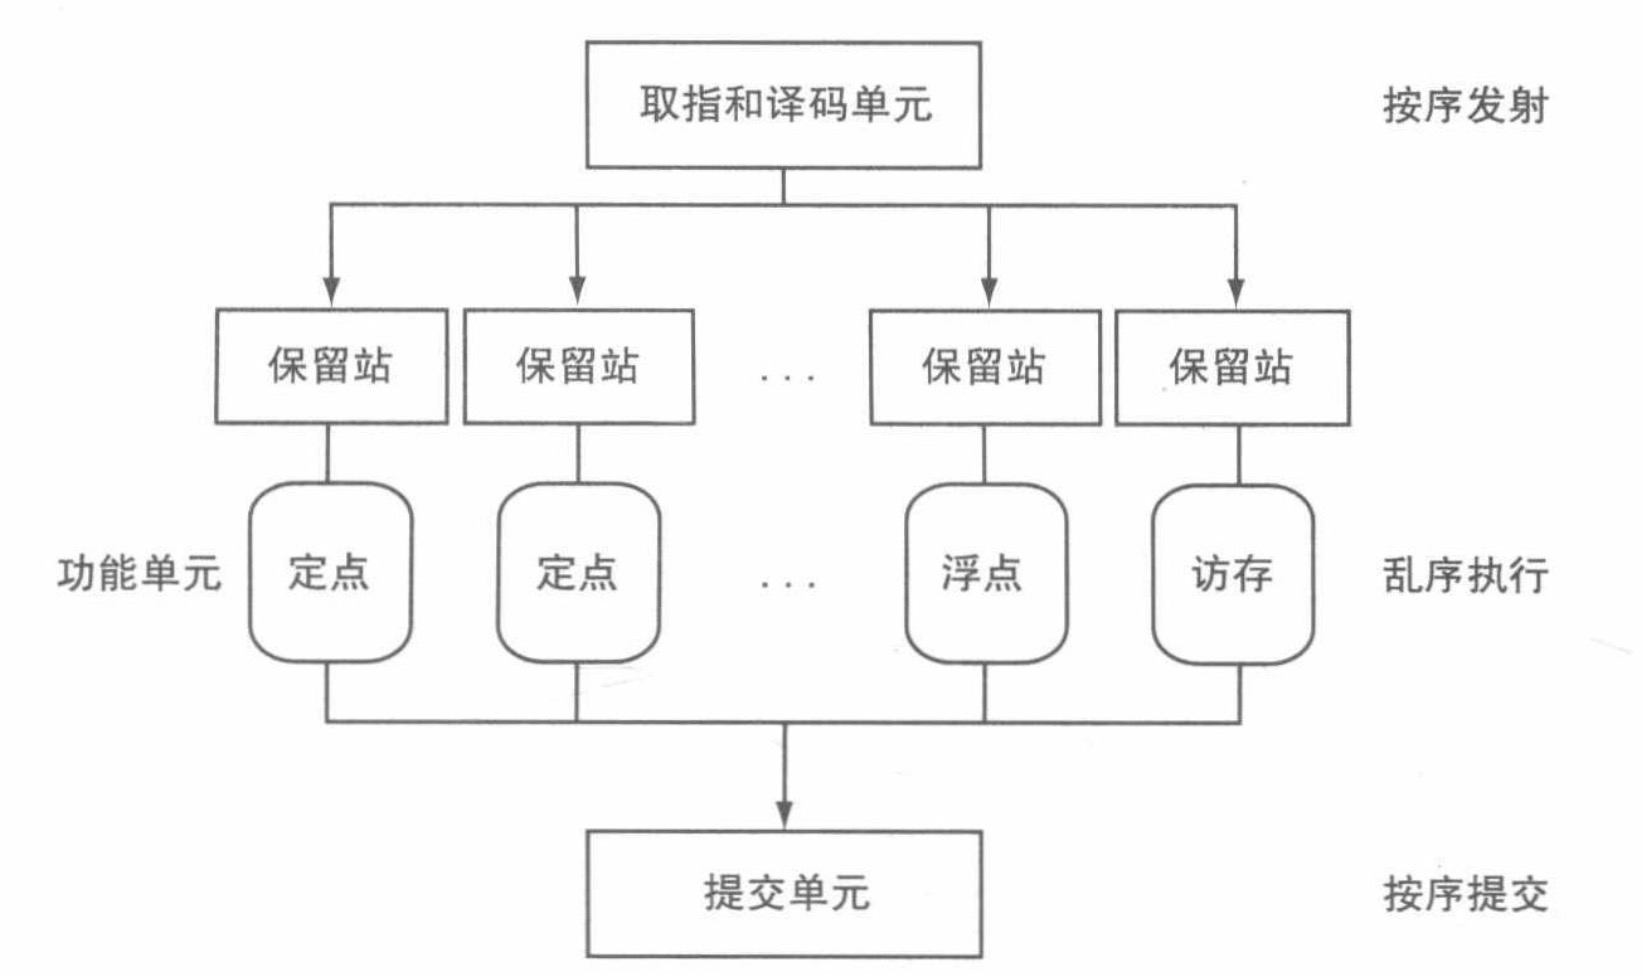 取指和译码单元
按序发射
保留站
保留站
...
保留站
保留站
功能单元
定点
定点
...
浮点
访存
乱序执行
提交单元
按序提交